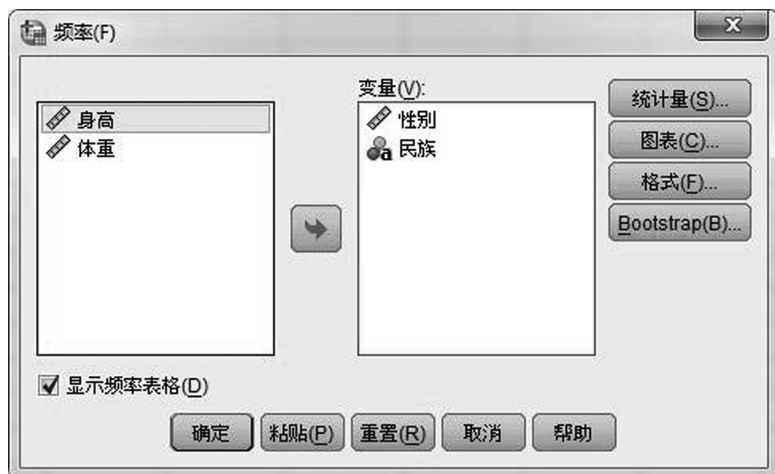 频率(F)
变量(V):
身高
体重
性别
民族
统计量(S)...
图表(C)...
格式(F)...
Bootstrap(B)...
显示频率表格(D)
确定
粘贴(P)
重置(R)
取消
帮助